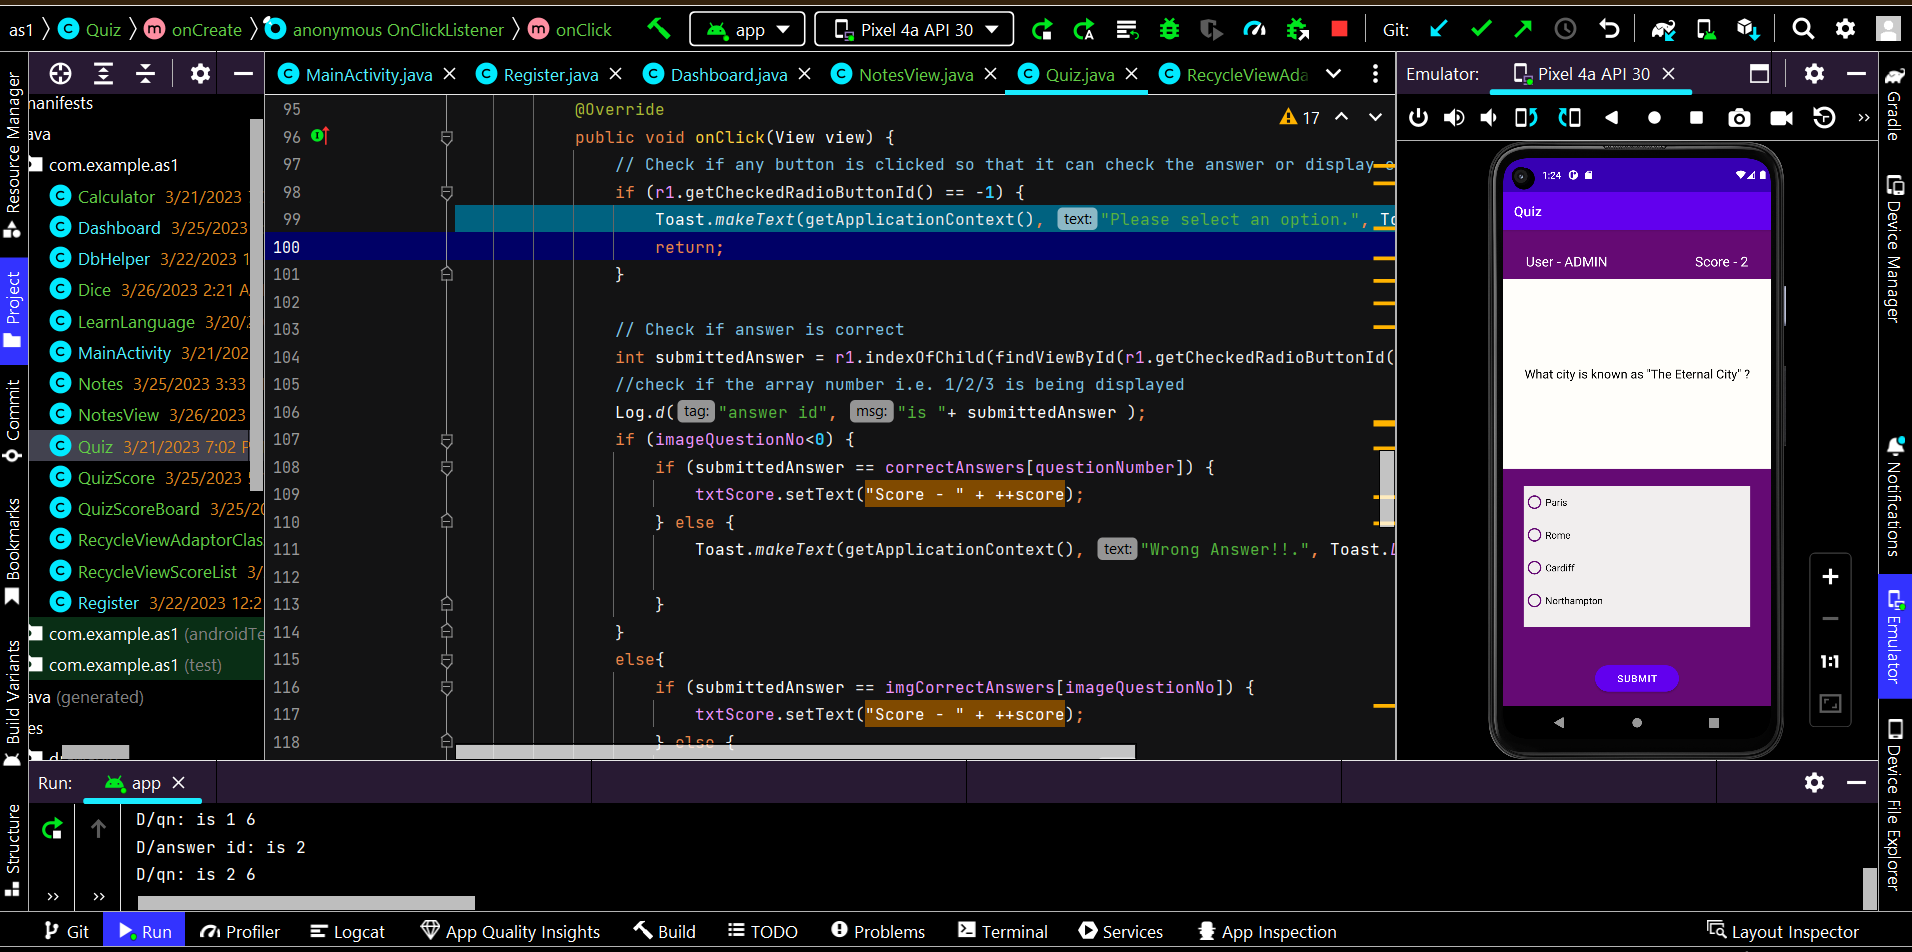 as1 Quiz onCreate anonymous OnClickListener onClick app Pixel 4a API 30 Git:
MainActivity.java Register.java Dashboard.java NotesView.java Quiz.java RecycleViewAda
Emulator: Pixel 4a API 30
Resource Manager
Project
Commit
Bookmarks
Build Variants
Structure
manifests
ava
com.example.as1
Calculator 3/21/2023
Dashboard 3/25/2023
DbHelper 3/22/2023 1
Dice 3/26/2023 2:21 A
LearnLanguage 3/20/2
MainActivity 3/21/202
Notes 3/25/2023 3:33
NotesView 3/26/2023
Quiz 3/21/2023 7:02 P
QuizScore 3/25/2023
QuizScoreBoard 3/25/20
RecycleViewAdaptorClas
RecycleViewScoreList 3/
Register 3/22/2023 12:2
com.example.as1 (androidTe
com.example.as1 (test)
ava (generated)
es
17
95 @Override
96 public void onClick(View view) {
97 // Check if any button is clicked so that it can check the answer or display
98 if (r1.getCheckedRadioButtonId() == -1) {
99 Toast.makeText(getApplicationContext(), text: "Please select an option.", To
100 return;
101 }
102
103 // Check if answer is correct
104 int submittedAnswer = r1.indexOfChild(findViewById(r1.getCheckedRadioButtonId(
105 //check if the array number i.e. 1/2/3 is being displayed
106 Log.d( tag: "answer id", msg: "is "+ submittedAnswer );
107 if (imageQuestionNo<0) {
108 if (submittedAnswer == correctAnswers[questionNumber]) {
109 txtScore.setText("Score - " + ++score);
110 } else {
111 Toast.makeText(getApplicationContext(), text: "Wrong Answer!!.", Toast.L
112
113 }
114 }
115 else{
116 if (submittedAnswer == imgCorrectAnswers[imageQuestionNo]) {
117 txtScore.setText("Score - " + ++score);
118 } else {
1:24
Quiz
User - ADMIN Score - 2
What city is known as "The Eternal City" ?
Paris
Rome
Cardiff
Northampton
SUBMIT
1:1
Gradle
Device Manager
Notifications
Emulator
Device File Explorer
Run: app
D/qn: is 1 6
D/answer id: is 2
D/qn: is 2 6
Git Run Profiler Logcat App Quality Insights Build TODO Problems Terminal Services App Inspection Layout Inspector